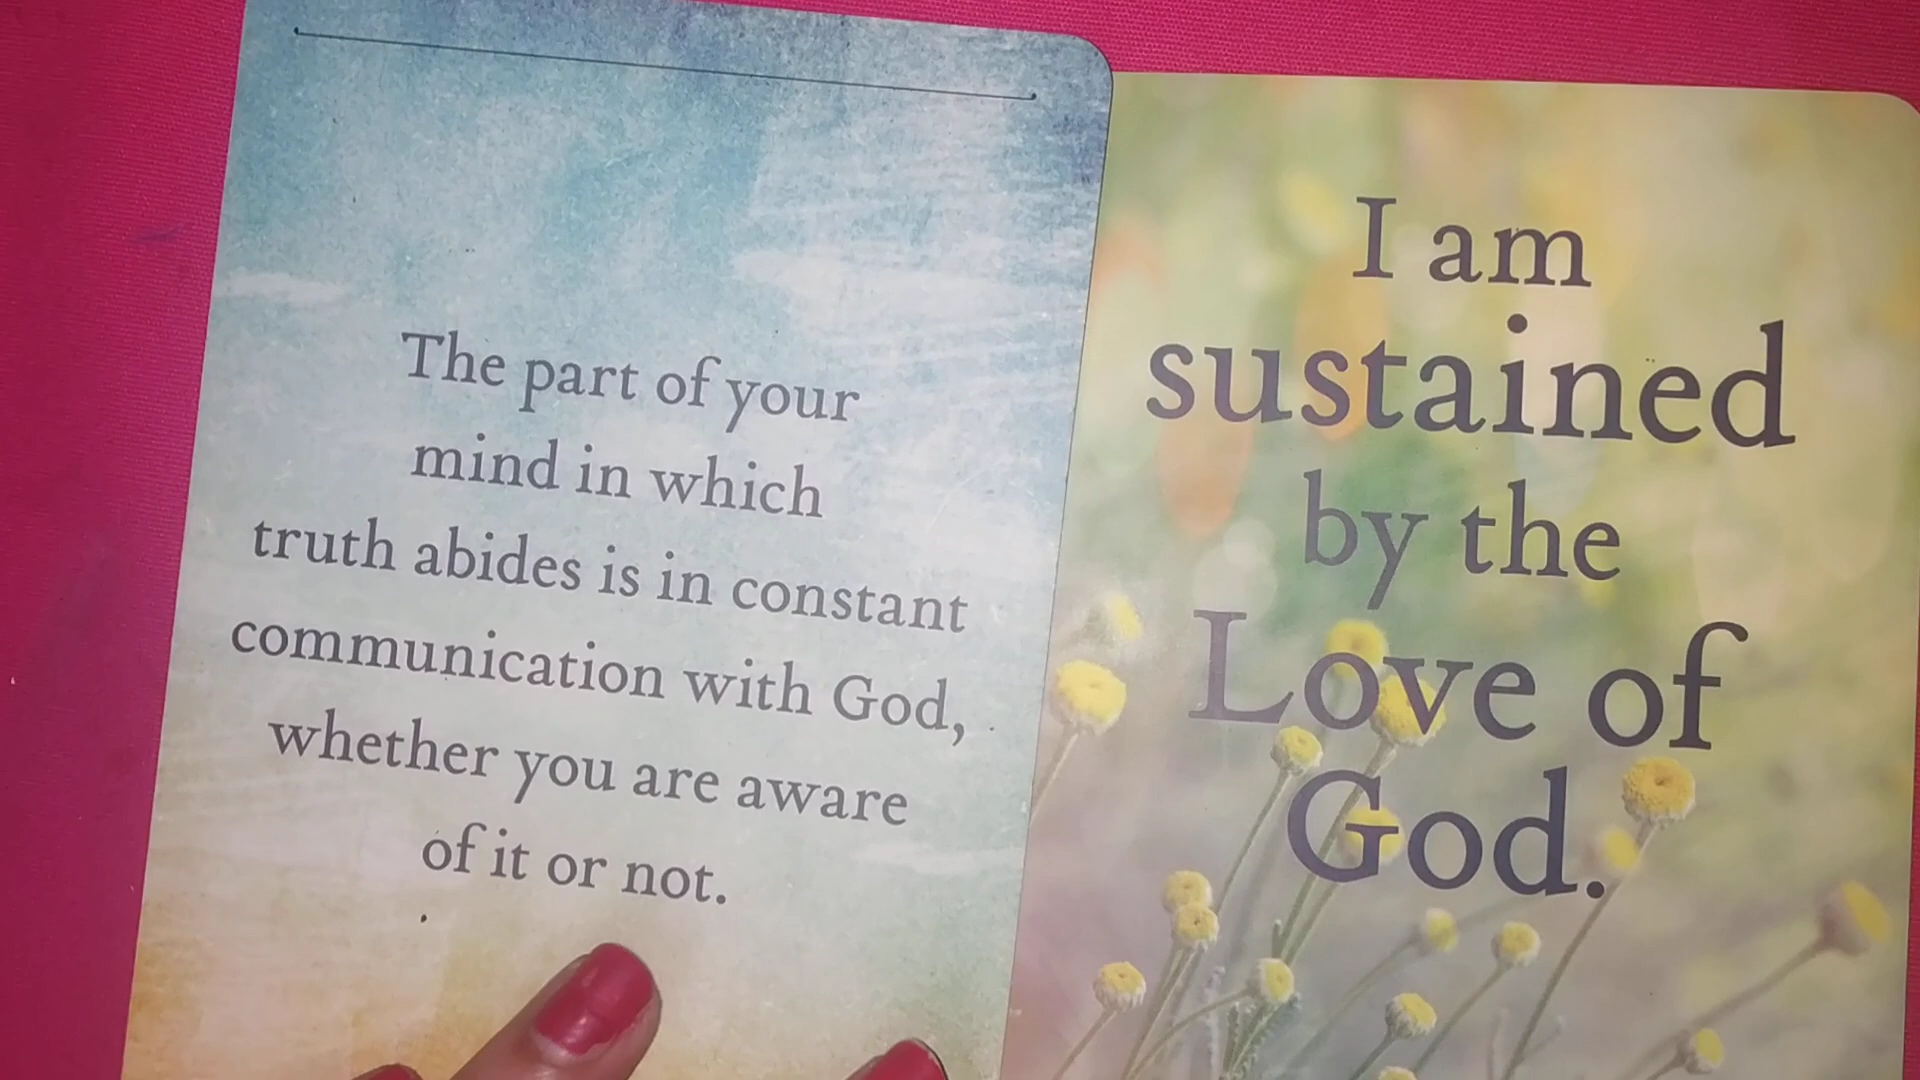 The part of your
mind in which
truth abides is in constant
communication with God,
whether you are aware
of it or not.
I am
sustained
by the
Love of
God.